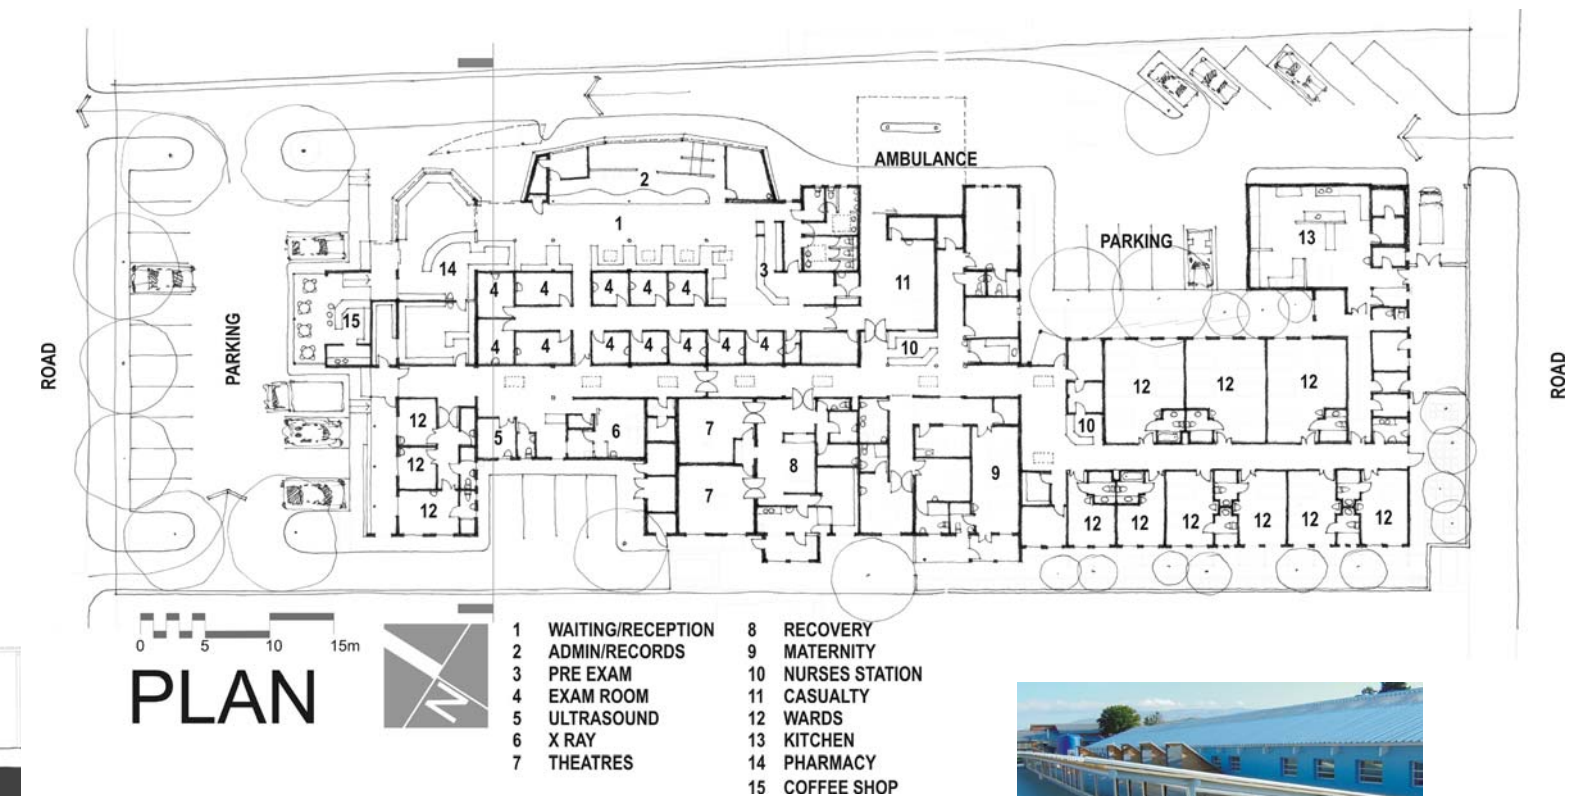 AMBULANCE
2
1
13
PARKING
14
3
11
4 4 4 4 4
15
PARKING
ROAD
ROAD
10
4 4 4 4 4 4 4
12 12 12
12
5
6
7
10
12
8
9
7
12
12 12 12 12 12 12
0 5 10 15m
PLAN
N
1 WAITING/RECEPTION
2 ADMIN/RECORDS
3 PRE EXAM
4 EXAM ROOM
5 ULTRASOUND
6 X RAY
7 THEATRES
8 RECOVERY
9 MATERNITY
10 NURSES STATION
11 CASUALTY
12 WARDS
13 KITCHEN
14 PHARMACY
15 COFFEE SHOP